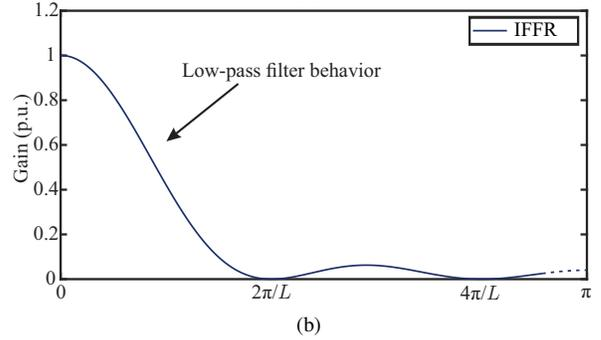 1.2
IFFR
1
Low-pass filter behavior
0.8
Gain (p.u.)
0.6
0.4
0.2
0
0
2π/L
4π/L
π
(b)